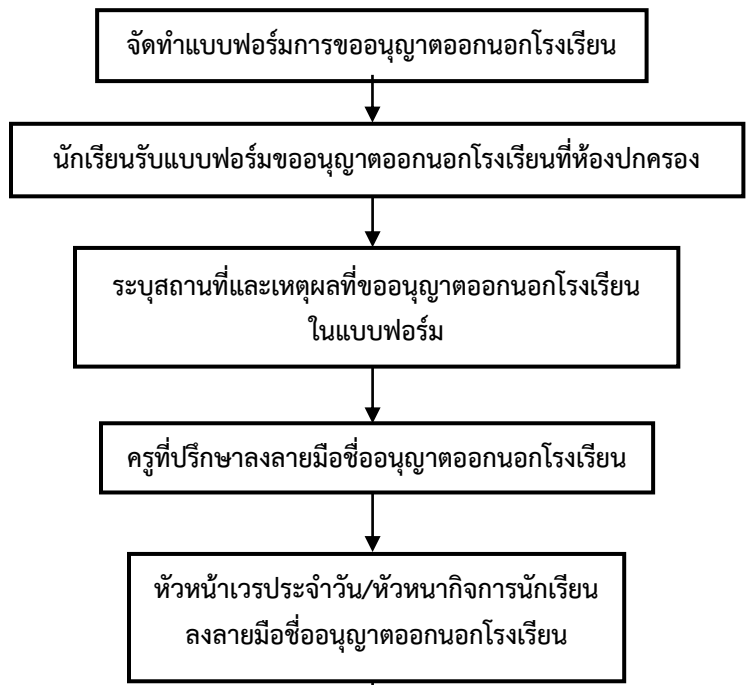 จัดทำแบบฟอร์มการขออนุญาตออกนอกโรงเรียน
นักเรียนรับแบบฟอร์มขออนุญาตออกนอกโรงเรียนที่ห้องปกครอง
ระบุสถานที่และเหตุผลที่ขออนุญาตออกนอกโรงเรียน
ในแบบฟอร์ม
ครูที่ปรึกษาลงลายมือชื่ออนุญาตออกนอกโรงเรียน
หัวหน้าเวรประจำวัน/หัวหนากิจการนักเรียน
ลงลายมือชื่ออนุญาตออกนอกโรงเรียน